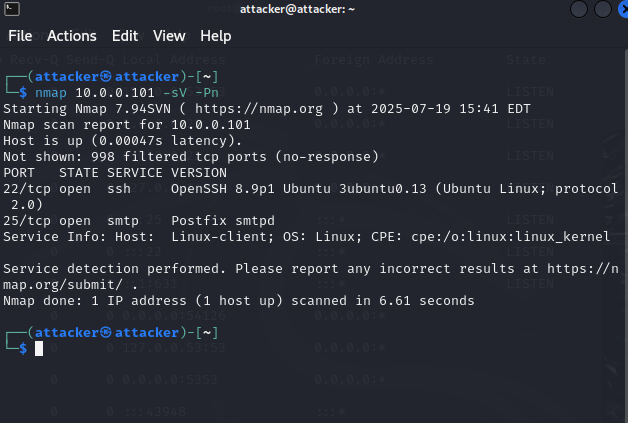 attacker@attacker: ~
File Actions Edit View Help
┌──(attacker㉿attacker)-[~]
└─$ nmap 10.0.0.101 -sV -Pn
Starting Nmap 7.94SVN ( https://nmap.org ) at 2025-07-19 15:41 EDT
Nmap scan report for 10.0.0.101
Host is up (0.00047s latency).
Not shown: 998 filtered tcp ports (no-response)
PORT   STATE SERVICE VERSION
22/tcp open  ssh     OpenSSH 8.9p1 Ubuntu 3ubuntu0.13 (Ubuntu Linux; protocol
 2.0)
25/tcp open  smtp    Postfix smtpd
Service Info: Host:  Linux-client; OS: Linux; CPE: cpe:/o:linux:linux_kernel
Service detection performed. Please report any incorrect results at https://n
map.org/submit/ .
Nmap done: 1 IP address (1 host up) scanned in 6.61 seconds
┌──(attacker㉿attacker)-[~]
└─$